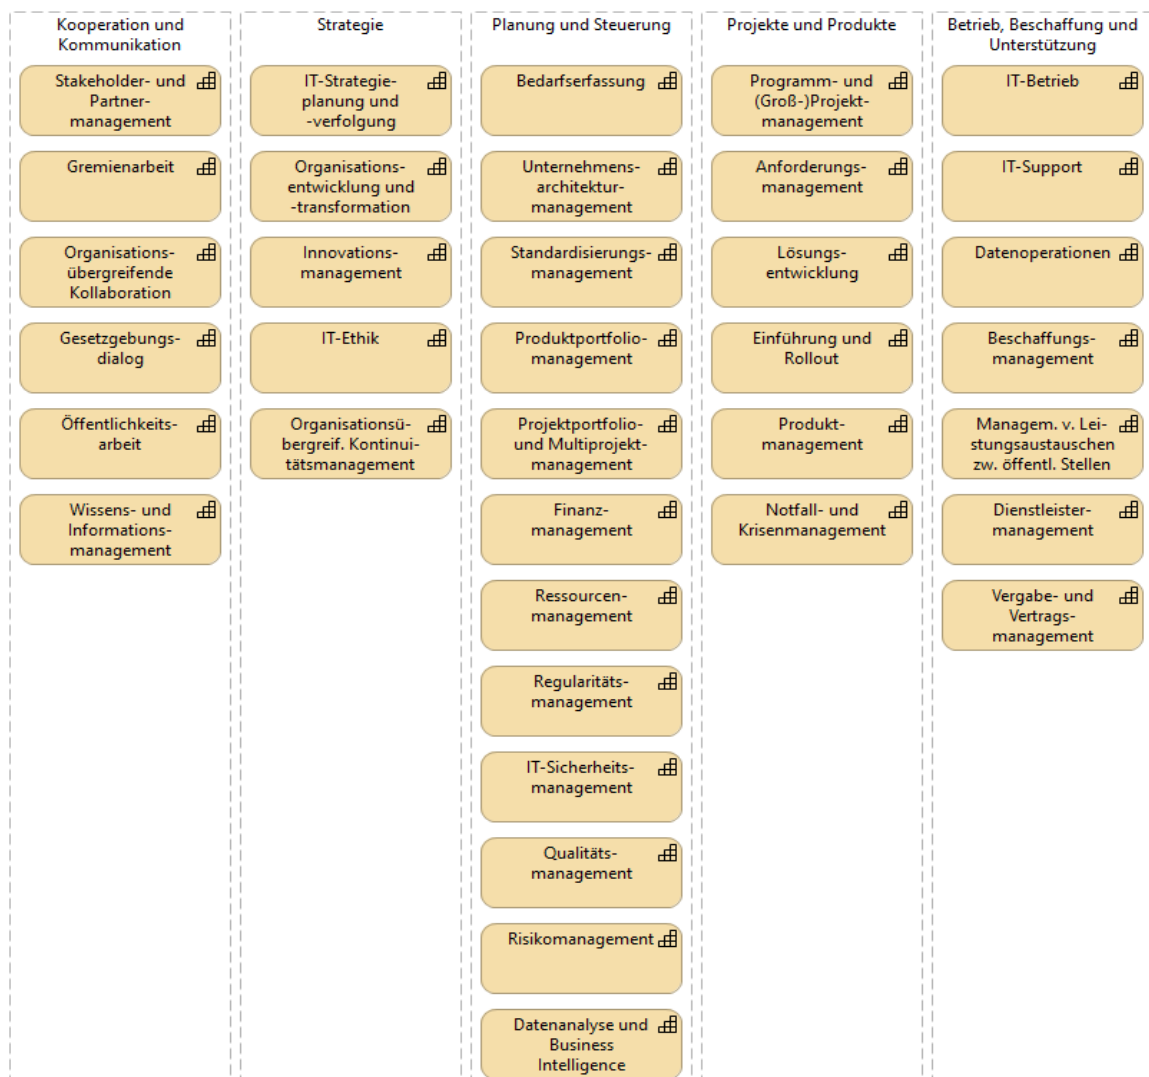 Kooperation und
Kommunikation
Stakeholder- und
Partner-
management
Gremienarbeit
Organisations-
übergreifende
Kollaboration
Gesetzgebungs-
dialog
Öffentlichkeits-
arbeit
Wissens- und
Informations-
management
Strategie
IT-Strategie-
planung und
-verfolgung
Organisations-
entwicklung und
-transformation
Innovations-
management
IT-Ethik
Organisationsü-
bergreif. Kontinui-
tätsmanagement
Planung und Steuerung
Bedarfserfassung
Unternehmens-
architektur-
management
Standardisierungs-
management
Produktportfolio-
management
Projektportfolio-
und Multiprojekt-
management
Finanz-
management
Ressourcen-
management
Regularitäts-
management
IT-Sicherheits-
management
Qualitäts-
management
Risikomanagement
Datenanalyse und
Business
Intelligence
Projekte und Produkte
Programm- und
(Groß-)Projekt-
management
Anforderungs-
management
Lösungs-
entwicklung
Einführung und
Rollout
Produkt-
management
Notfall- und
Krisenmanagement
Betrieb, Beschaffung und
Unterstützung
IT-Betrieb
IT-Support
Datenoperationen
Beschaffungs-
management
Managem. v. Lei-
stungsaustauschen
zw. öffentl. Stellen
Dienstleister-
management
Vergabe- und
Vertrags-
management